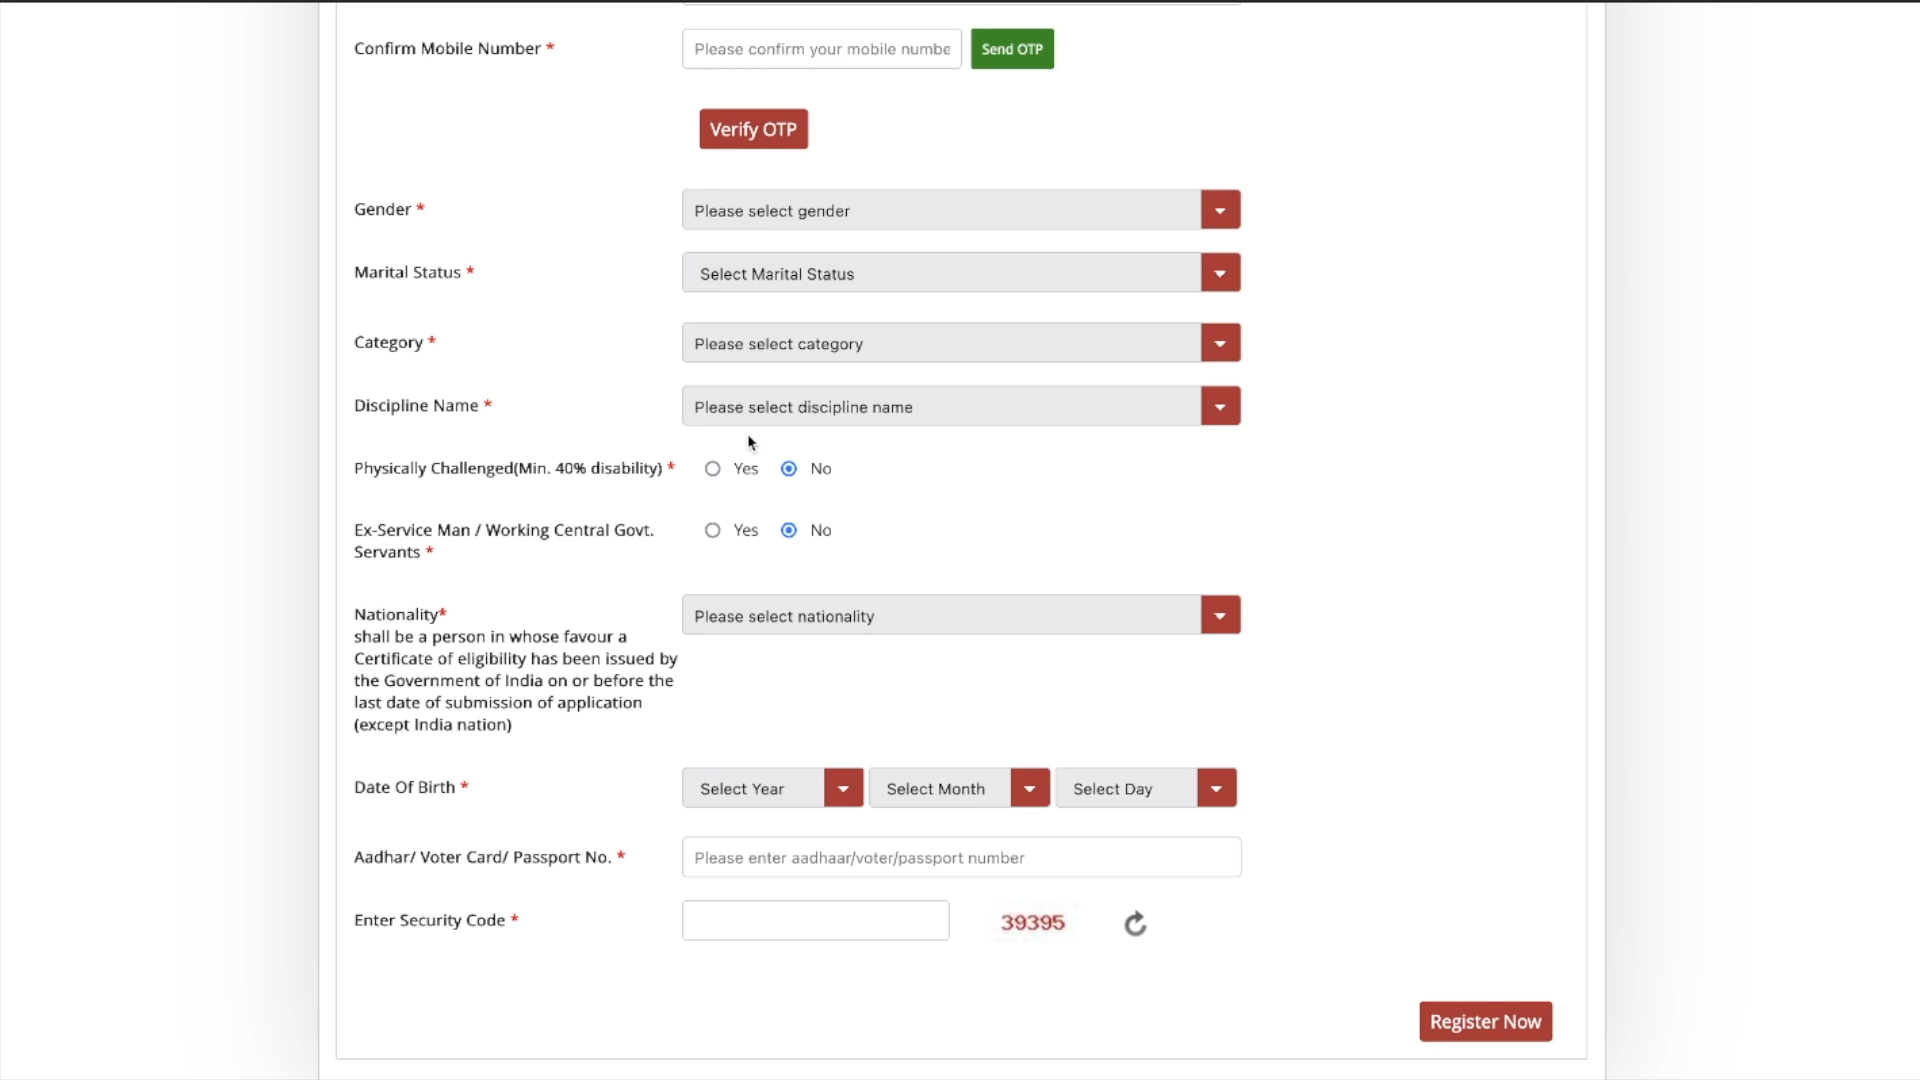 Confirm Mobile Number * Please confirm your mobile numbe Send OTP
Verify OTP
Gender * Please select gender
Marital Status * Select Marital Status
Category * Please select category
Discipline Name * Please select discipline name
Physically Challenged(Min. 40% disability) * Yes No
Ex-Service Man / Working Central Govt. Yes No
Servants *
Nationality* Please select nationality
shall be a person in whose favour a
Certificate of eligibility has been issued by
the Government of India on or before the
last date of submission of application
(except India nation)
Date Of Birth * Select Year Select Month Select Day
Aadhar/ Voter Card/ Passport No. * Please enter aadhaar/voter/passport number
Enter Security Code * 39395
Register Now